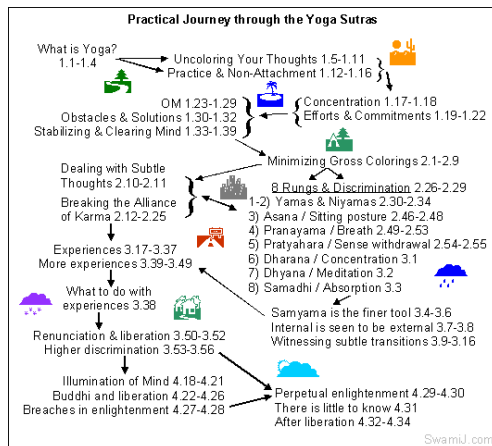 Practical Journey through the Yoga Sutras
What is Yoga?
1.1-1.4
Uncoloring Your Thoughts 1.5-1.11
Practice & Non-Attachment 1.12-1.16
OM 1.23-1.29
Obstacles & Solutions 1.30-1.32
Stabilizing & Clearing Mind 1.33-1.39
Concentration 1.17-1.18
Efforts & Commitments 1.19-1.22
Minimizing Gross Colorings 2.1-2.9
Dealing with Subtle
Thoughts 2.10-2.11
Breaking the Alliance
of Karma 2.12-2.25
8 Rungs & Discrimination 2.26-2.29
1-2) Yamas & Niyamas 2.30-2.34
3) Asana / Sitting posture 2.46-2.48
4) Pranayama / Breath 2.49-2.53
5) Pratyahara / Sense withdrawal 2.54-2.55
6) Dharana / Concentration 3.1
7) Dhyana / Meditation 3.2
8) Samadhi / Absorption 3.3
Experiences 3.17-3.37
More experiences 3.39-3.49
What to do with
experiences 3.38
Samyama is the finer tool 3.4-3.6
Internal is seen to be external 3.7-3.8
Witnessing subtle transitions 3.9-3.16
Renunciation & liberation 3.50-3.52
Higher discrimination 3.53-3.56
Illumination of Mind 4.18-4.21
Buddhi and liberation 4.22-4.26
Breaches in enlightenment 4.27-4.28
Perpetual enlightenment 4.29-4.30
There is little to know 4.31
After liberation 4.32-4.34
SwamiJ.com